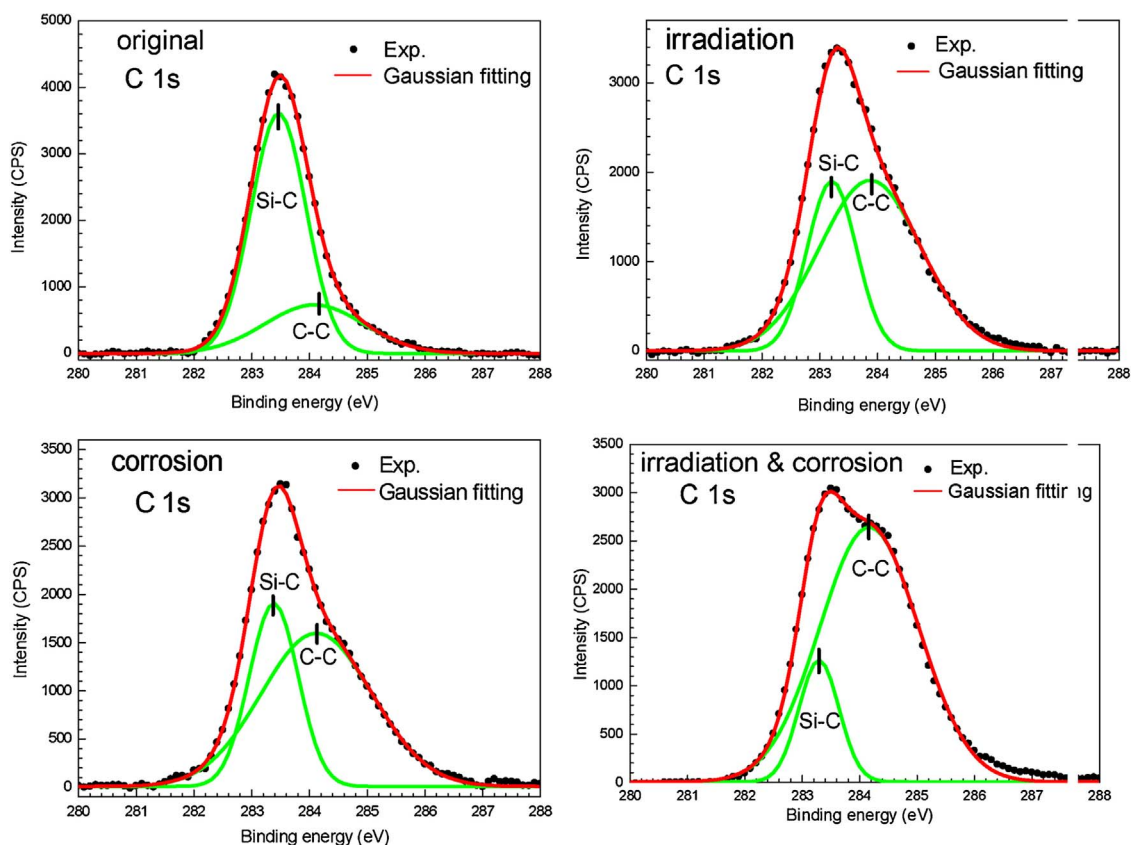 original
C 1s
Exp.
Gaussian fitting
Si-C
C-C
Intensity (CPS)
5000
4000
3000
2000
1000
0
280 281 282 283 284 285 286 287 288
Binding energy (eV)
irradiation
C 1s
Exp.
Gaussian fitting
Si-C
C-C
Intensity (CPS)
3000
2000
1000
0
280 281 282 283 284 285 286 287 288
Binding energy (eV)
corrosion
C 1s
Exp.
Gaussian fitting
Si-C
C-C
Intensity (CPS)
3500
3000
2500
2000
1500
1000
500
0
280 281 282 283 284 285 286 287 288
Binding energy (eV)
irradiation & corrosion
C 1s
Exp.
Gaussian fitting
C-C
Si-C
Intensity (CPS)
3500
3000
2500
2000
1500
1000
500
0
280 281 282 283 284 285 286 287 288
Binding energy (eV)